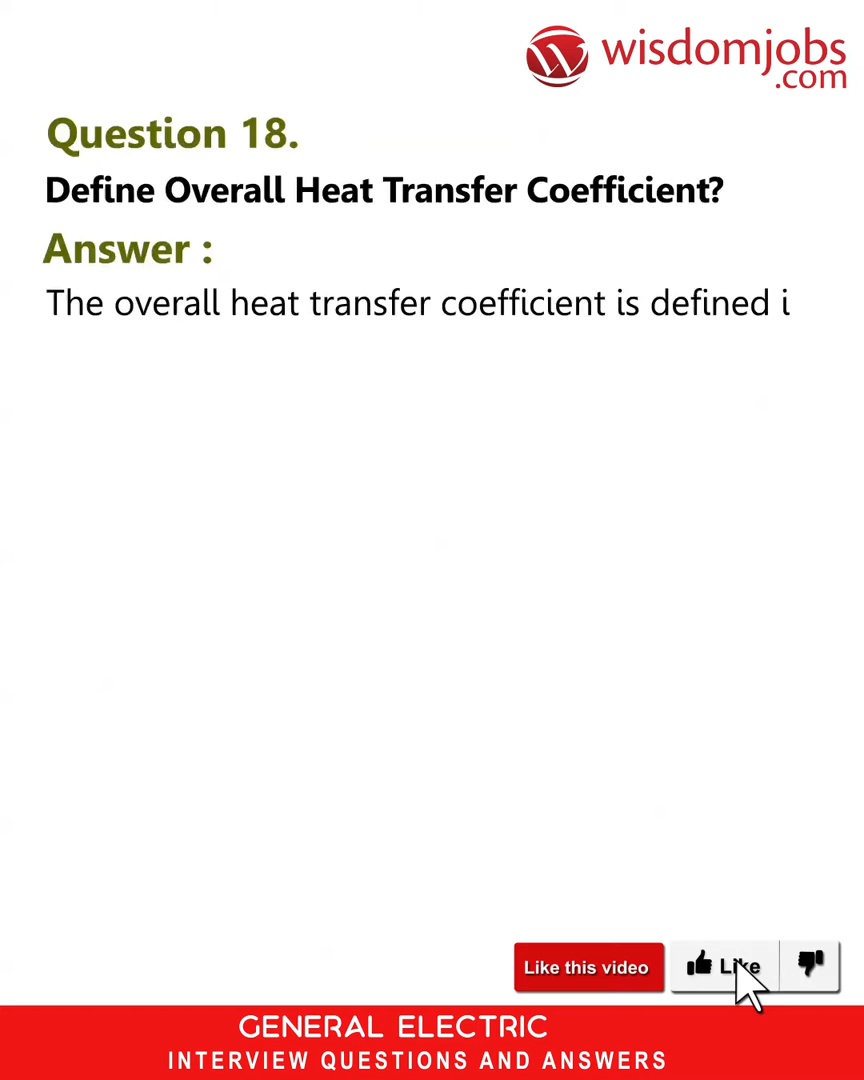 wisdomjobs
.com
Question 18.
Define Overall Heat Transfer Coefficient?
Answer :
The overall heat transfer coefficient is defined i
Like this video
Like
GENERAL ELECTRIC
INTERVIEW QUESTIONS AND ANSWERS